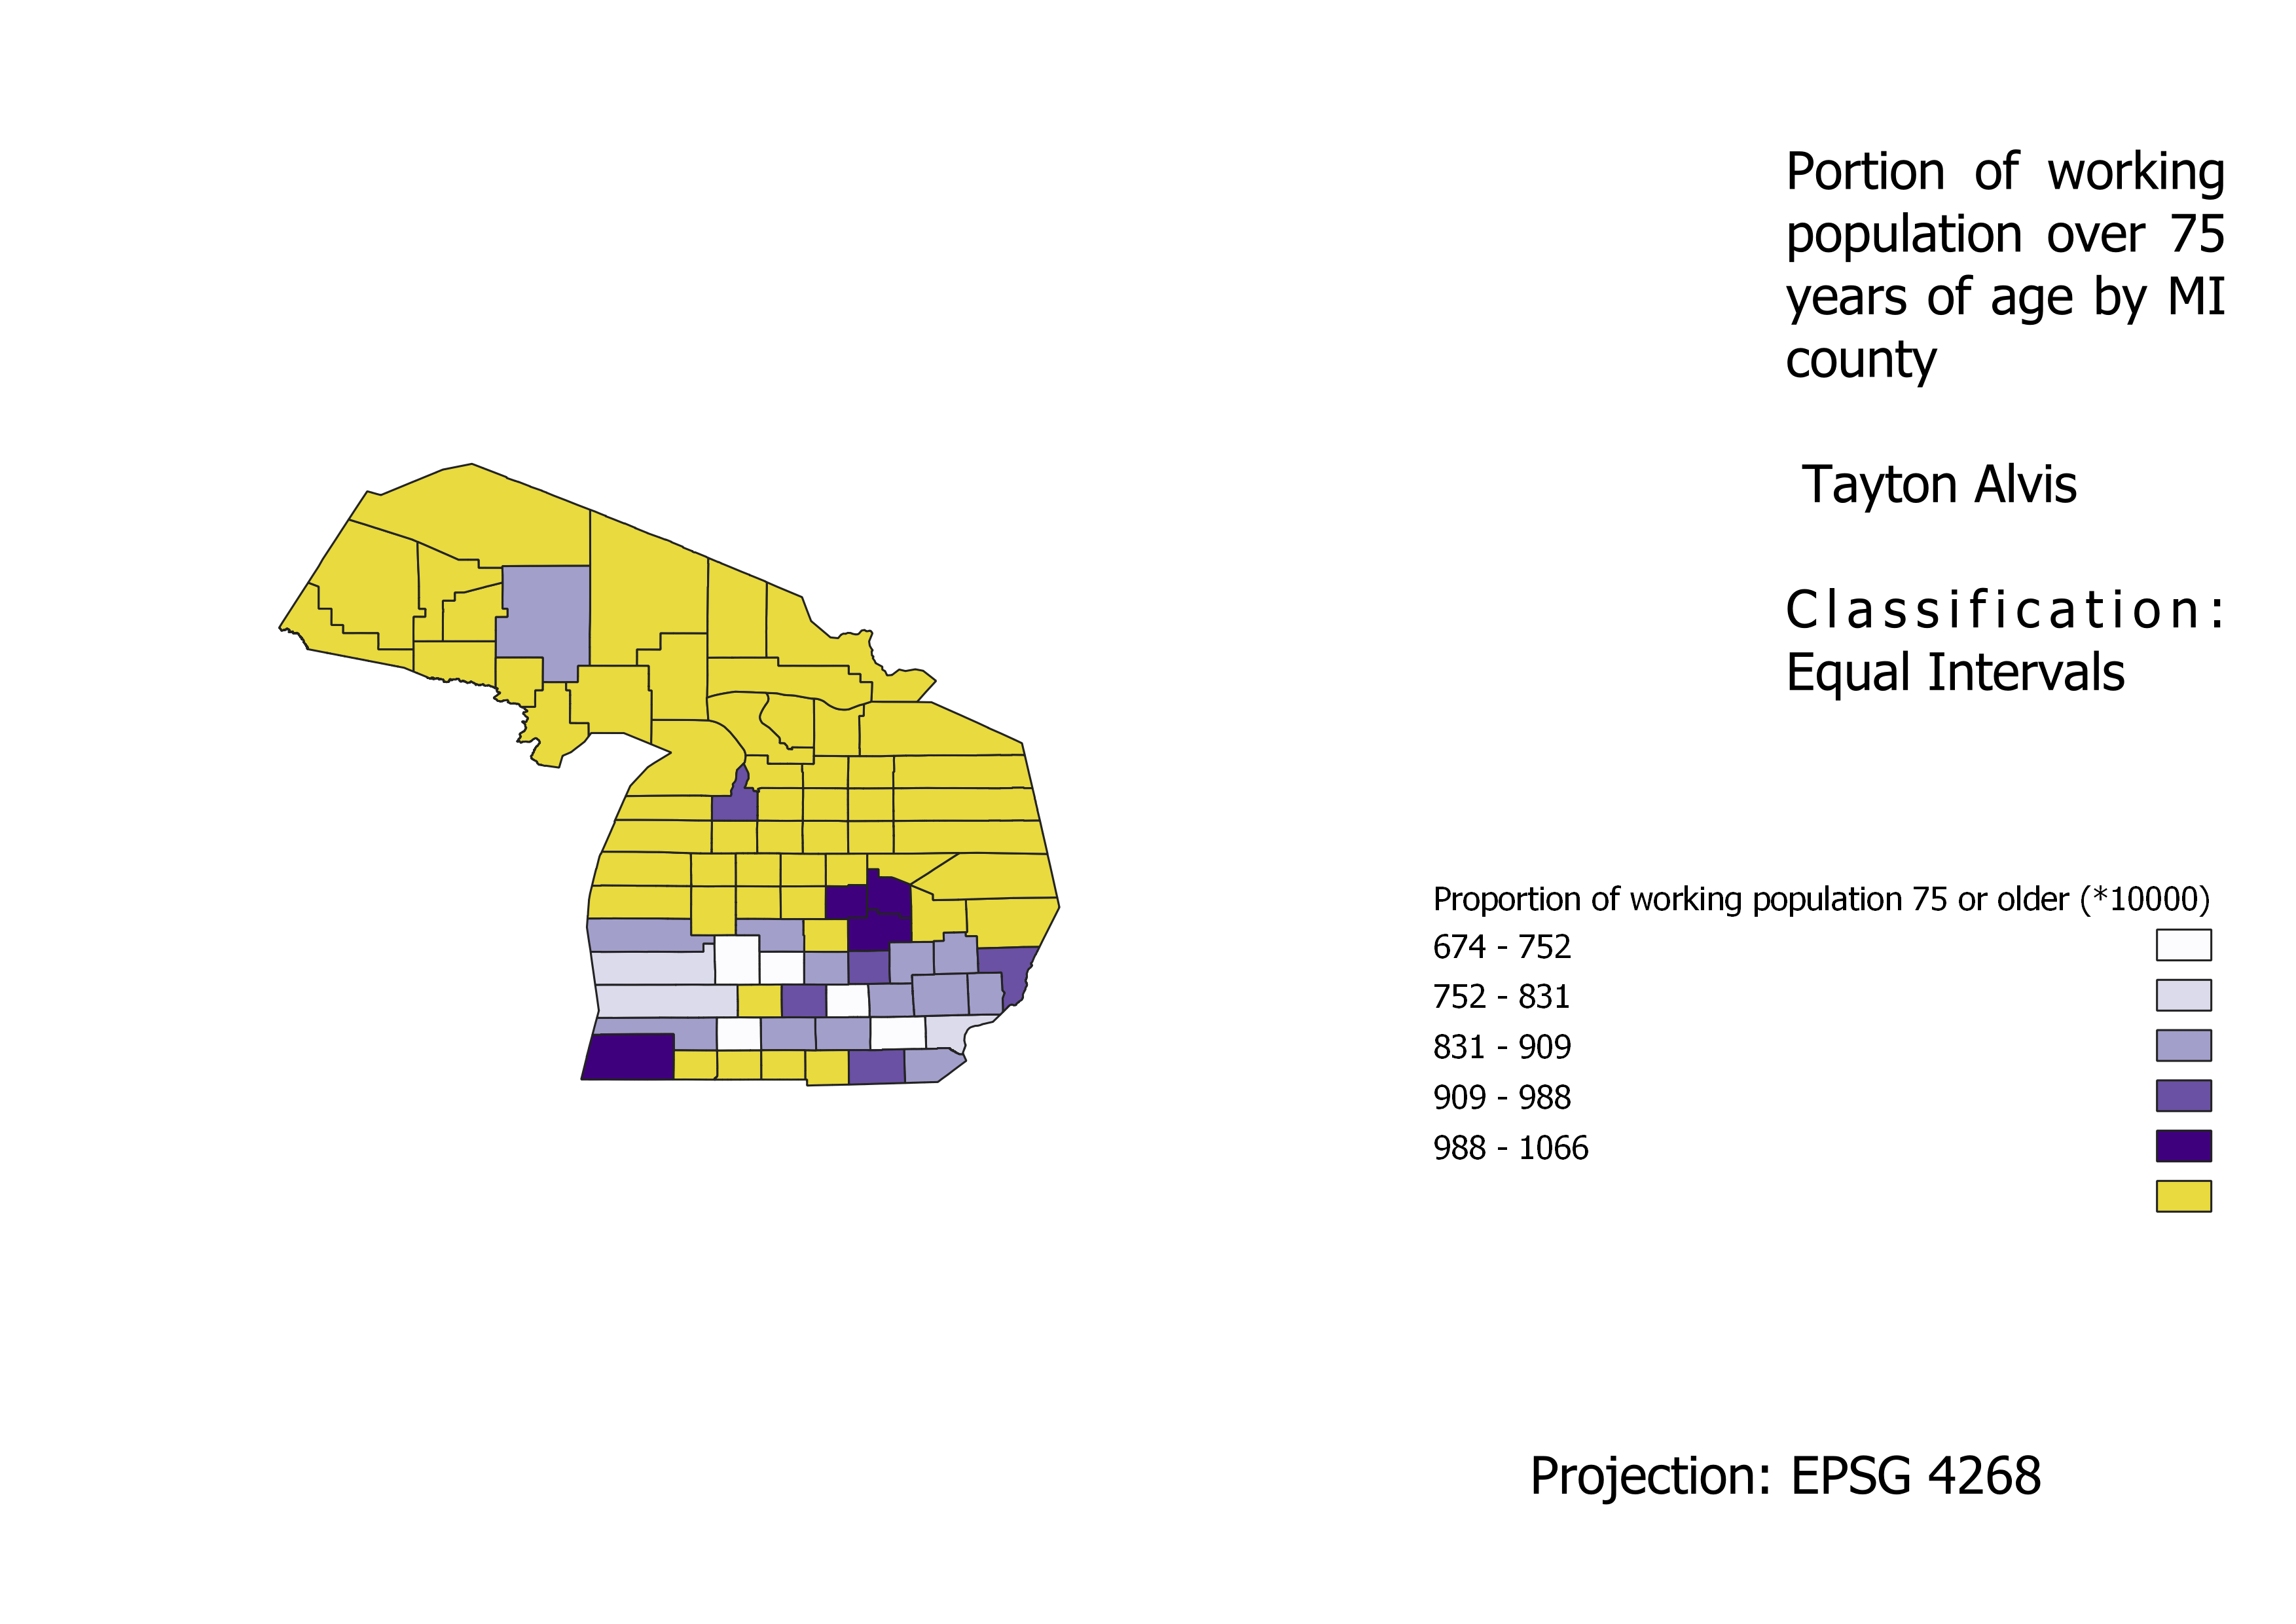 Portion of working
population over 75
years of age by MI
county
Tayton Alvis
Classification:
Equal Intervals
Proportion of working population 75 or older (*10000)
674 - 752
752 - 831
831 - 909
909 - 988
988 - 1066
Projection: EPSG 4268